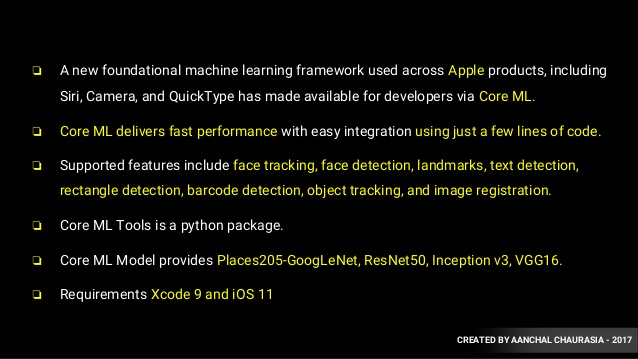 ❏ A new foundational machine learning framework used across Apple products, including
Siri, Camera, and QuickType has made available for developers via Core ML.
❏ Core ML delivers fast performance with easy integration using just a few lines of code.
❏ Supported features include face tracking, face detection, landmarks, text detection,
rectangle detection, barcode detection, object tracking, and image registration.
❏ Core ML Tools is a python package.
❏ Core ML Model provides Places205-GoogLeNet, ResNet50, Inception v3, VGG16.
❏ Requirements Xcode 9 and iOS 11
CREATED BY AANCHAL CHAURASIA - 2017